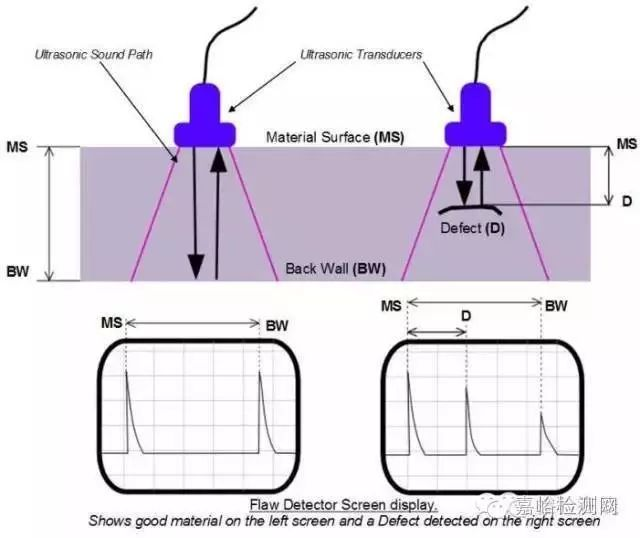 Ultrasonic Sound Path
Ultrasonic Transducers
Material Surface (MS)
MS
MS
D
Defect (D)
Back Wall (BW)
BW
MS
BW
MS
BW
D
Flaw Detector Screen display.
嘉峪检测网
Shows good material on the left screen and a Defect detected on the right screen